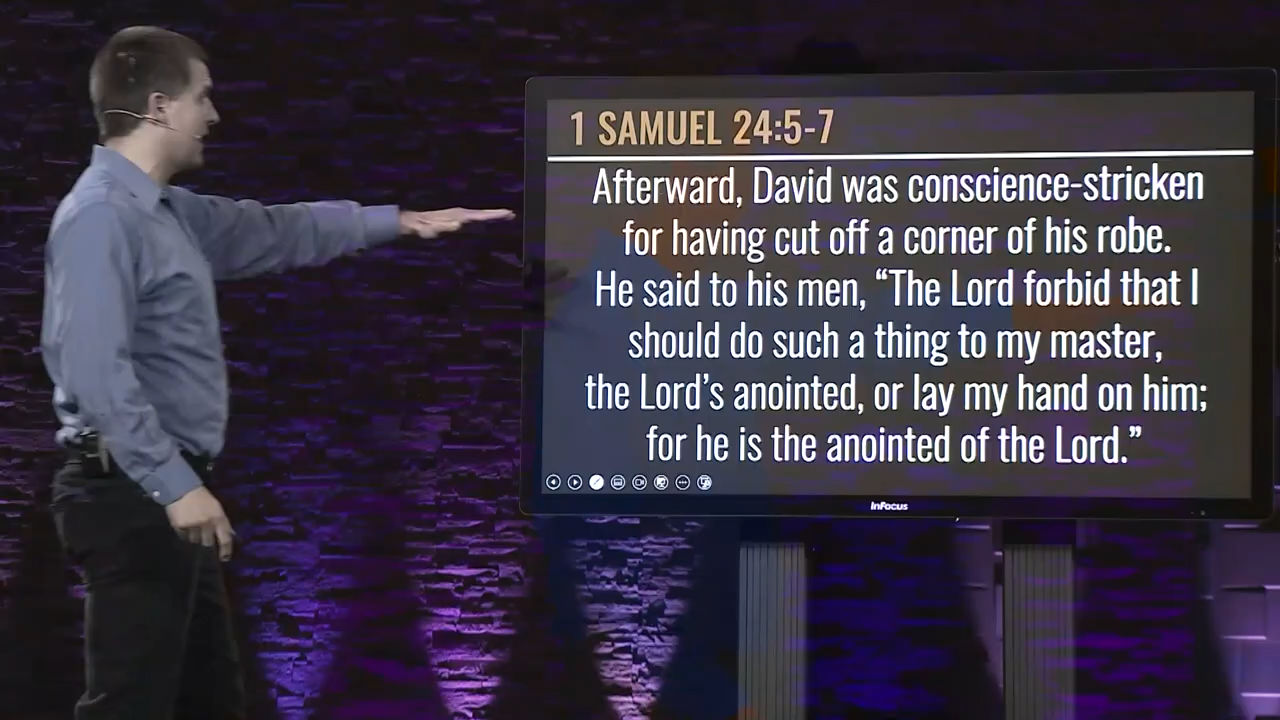 1 SAMUEL 24:5-7
Afterward, David was conscience-stricken
for having cut off a corner of his robe.
He said to his men, “The Lord forbid that I
should do such a thing to my master,
the Lord’s anointed, or lay my hand on him;
for he is the anointed of the Lord.”
InFocus